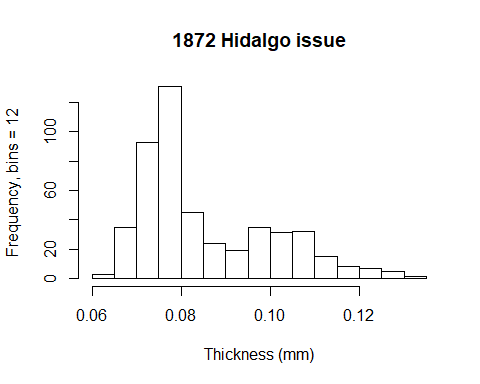 1872 Hidalgo issue
Frequency, bins = 12
100
60
20
0
0.06 0.08 0.10 0.12
Thickness (mm)